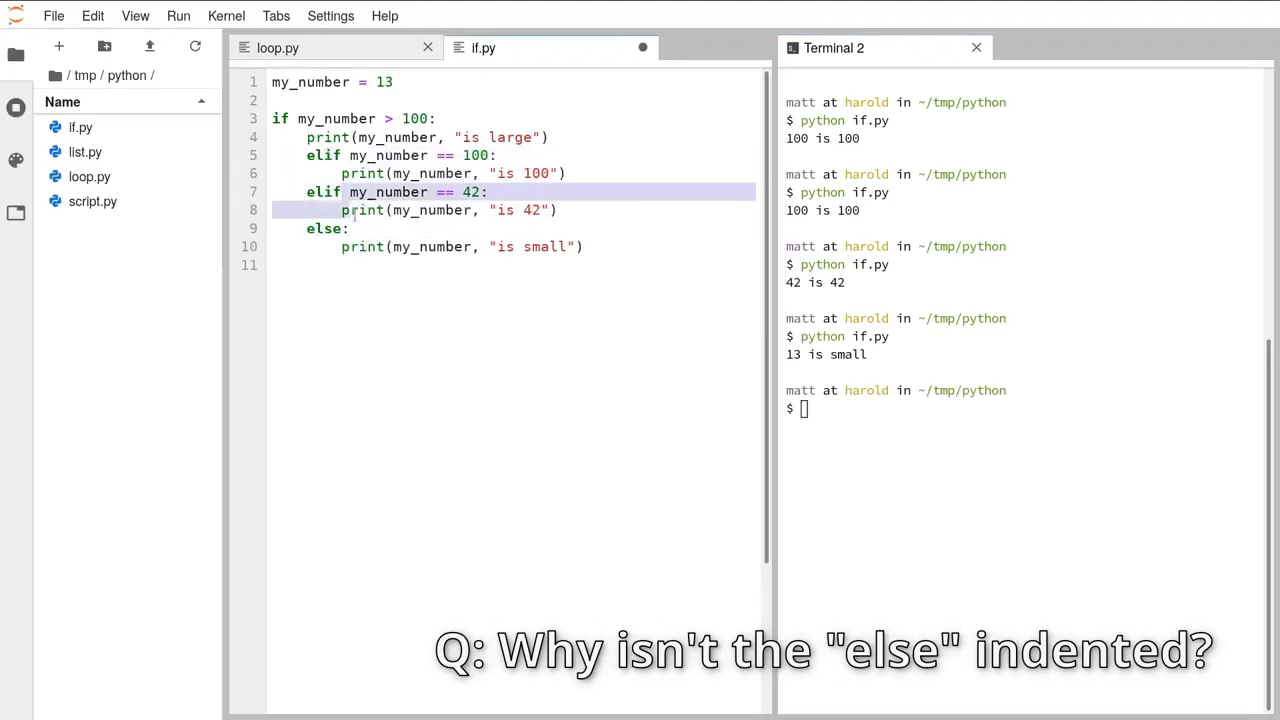 File Edit View Run Kernel Tabs Settings Help
loop.py
if.py
Terminal 2
/ tmp / python /
Name
if.py
list.py
loop.py
script.py
1 my_number = 13
2
3 if my_number > 100:
4 print(my_number, "is large")
5 elif my_number == 100:
6 print(my_number, "is 100")
7 elif my_number == 42:
8 print(my_number, "is 42")
9 else:
10 print(my_number, "is small")
11
matt at harold in ~/tmp/python
$ python if.py
100 is 100
matt at harold in ~/tmp/python
$ python if.py
100 is 100
matt at harold in ~/tmp/python
$ python if.py
42 is 42
matt at harold in ~/tmp/python
$ python if.py
13 is small
matt at harold in ~/tmp/python
$
Q: Why isn't the "else" indented?